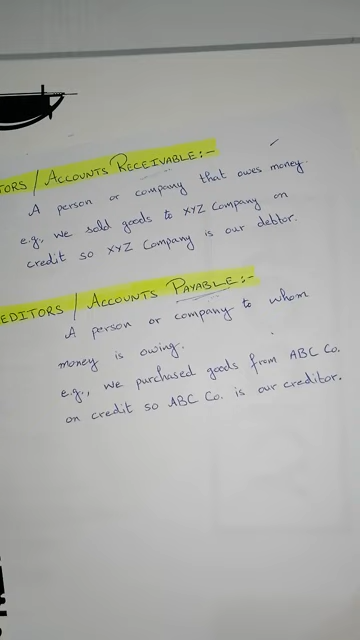 TORS / ACCOUNTS RECEIVABLE:-
A person or company that owes money.
e.g, we sold goods to XYZ Company on
credit so XYZ Company is our debtor.
EDITORS / ACCOUNTS PAYABLE:-
A person or company to whom
money is owing.
e.g., we purchased goods from ABC Co.
on credit so ABC Co. is our creditor.